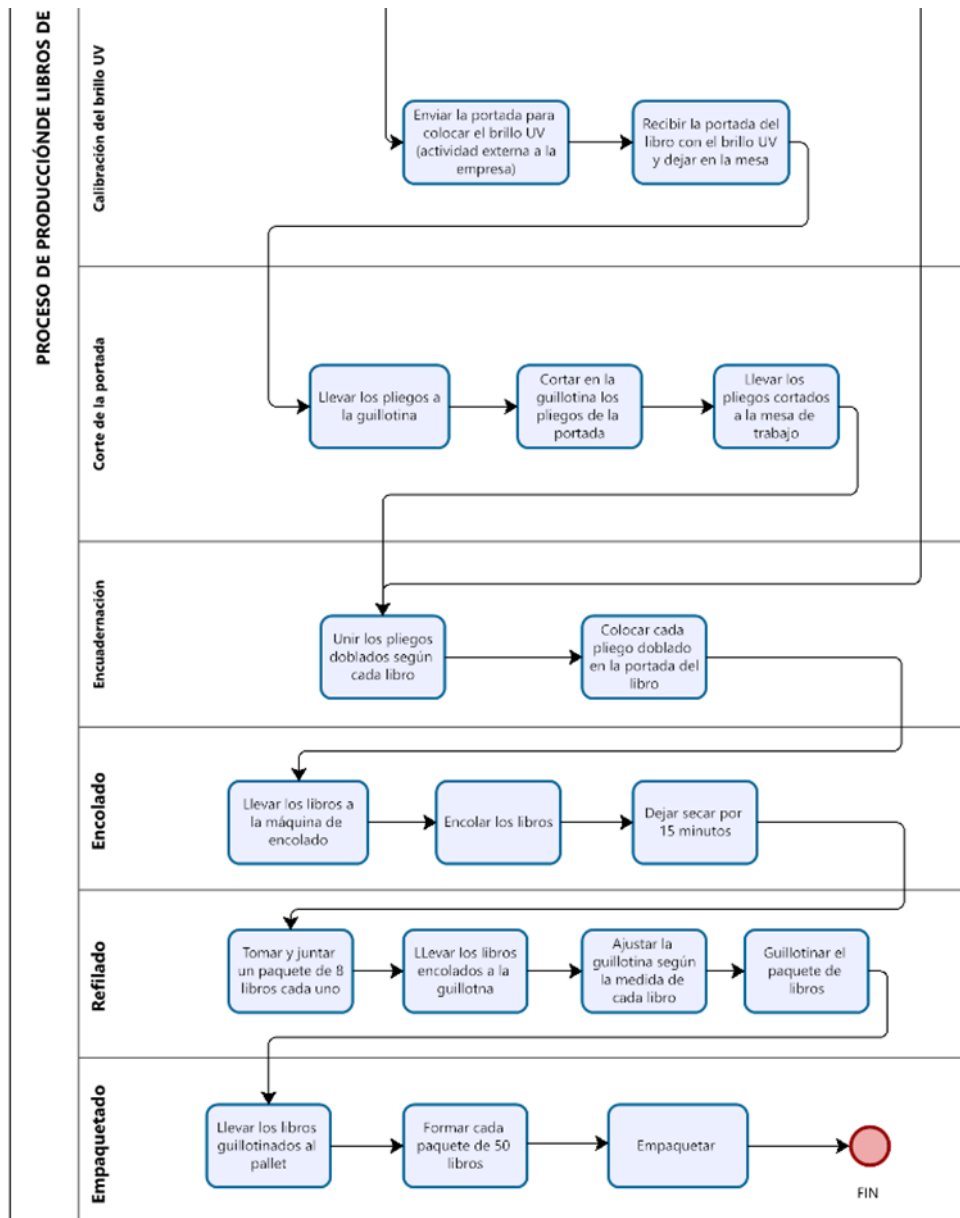 PROCESO DE PRODUCCIÓNDE LIBROS DE
Calibración del brillo UV
Enviar la portada para
colocar el brillo UV
(actividad externa a la
empresa)
Recibir la portada del
libro con el brillo UV
y dejar en la mesa
Corte de la portada
Llevar los pliegos a
la guillotina
Cortar en la
guillotina los
pliegos de la
portada
Llevar los
pliegos cortados
a la mesa de
trabajo
Encuadernación
Unir los pliegos
doblados según
cada libro
Colocar cada
pliego doblado
en la portada del
libro
Encolado
Llevar los libros a
la máquina de
encolado
Encolar los libros
Dejar secar por
15 minutos
Refilado
Tomar y juntar
un paquete de 8
libros cada uno
LLevar los libros
encolados a la
guillotna
Ajustar la
guillotina según
la medida de
cada libro
Guillotinar el
paquete de
libros
Empaquetado
Llevar los libros
guillotinados al
pallet
Formar cada
paquete de 50
libros
Empaquetar
FIN